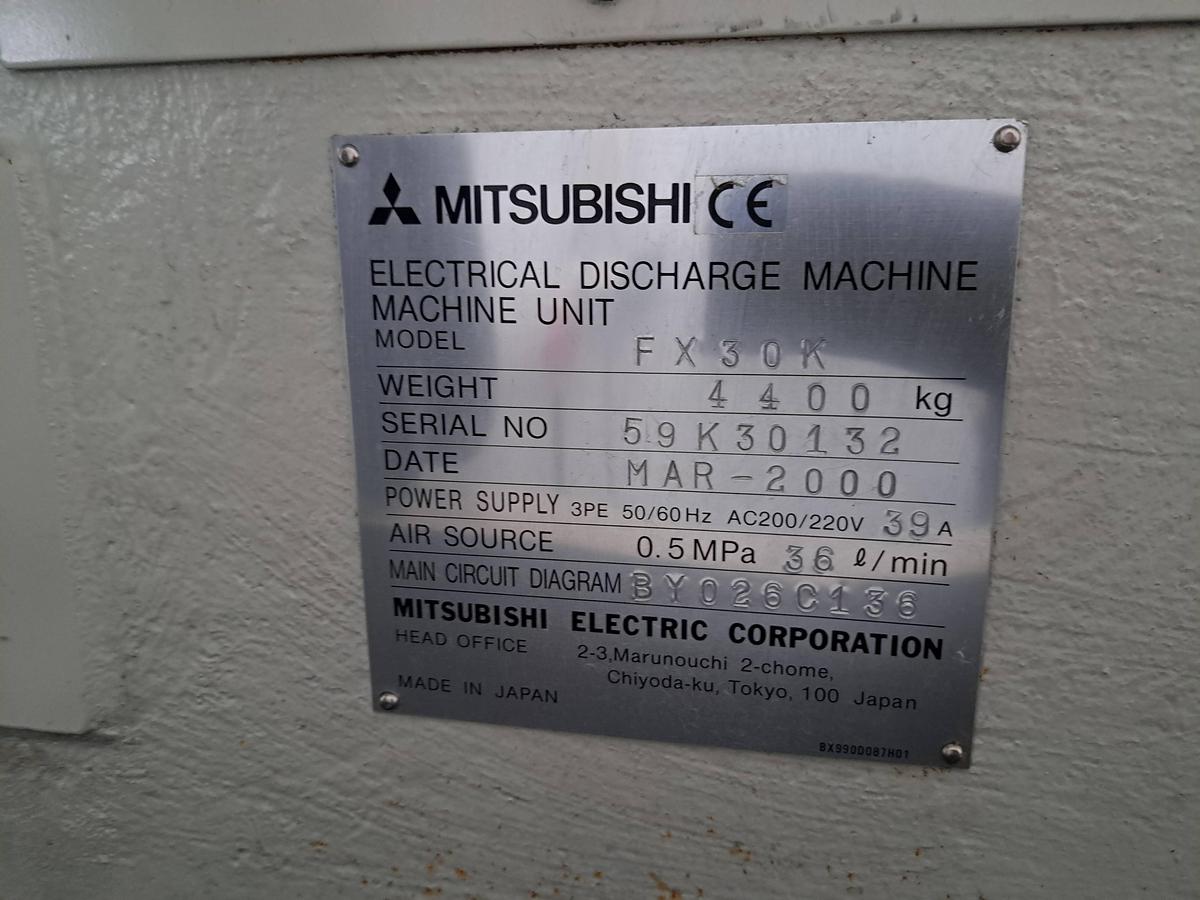 MITSUBISHI CE
ELECTRICAL DISCHARGE MACHINE
MACHINE UNIT
MODEL FX30K
WEIGHT 4400 kg
SERIAL NO 59K30132
DATE MAR-2000
POWER SUPPLY 3PE 50/60Hz AC200/220V 39A
AIR SOURCE 0.5MPa 36 ℓ/min
MAIN CIRCUIT DIAGRAM BY026C136
MITSUBISHI ELECTRIC CORPORATION
HEAD OFFICE 2-3,Marunouchi 2-chome,
Chiyoda-ku, Tokyo, 100 Japan
MADE IN JAPAN
BX990D087H01